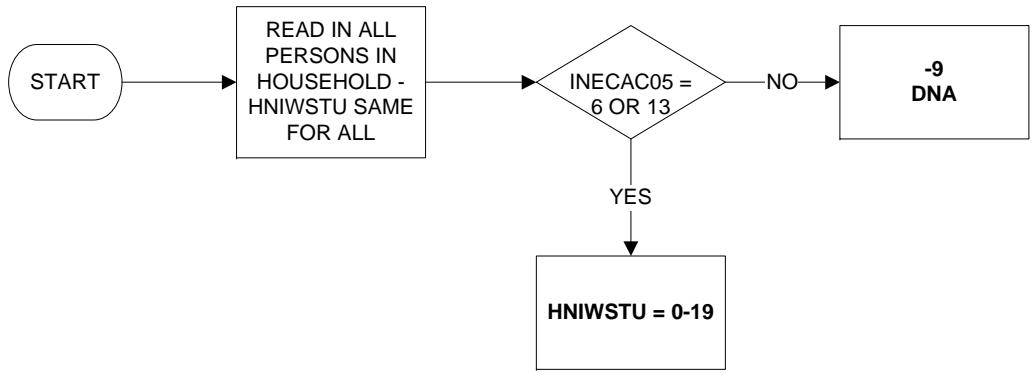 START
READ IN ALL
PERSONS IN
HOUSEHOLD -
HNIWSTU SAME
FOR ALL
INECAC05 =
6 OR 13
NO
-9
DNA
YES
HNIWSTU = 0-19